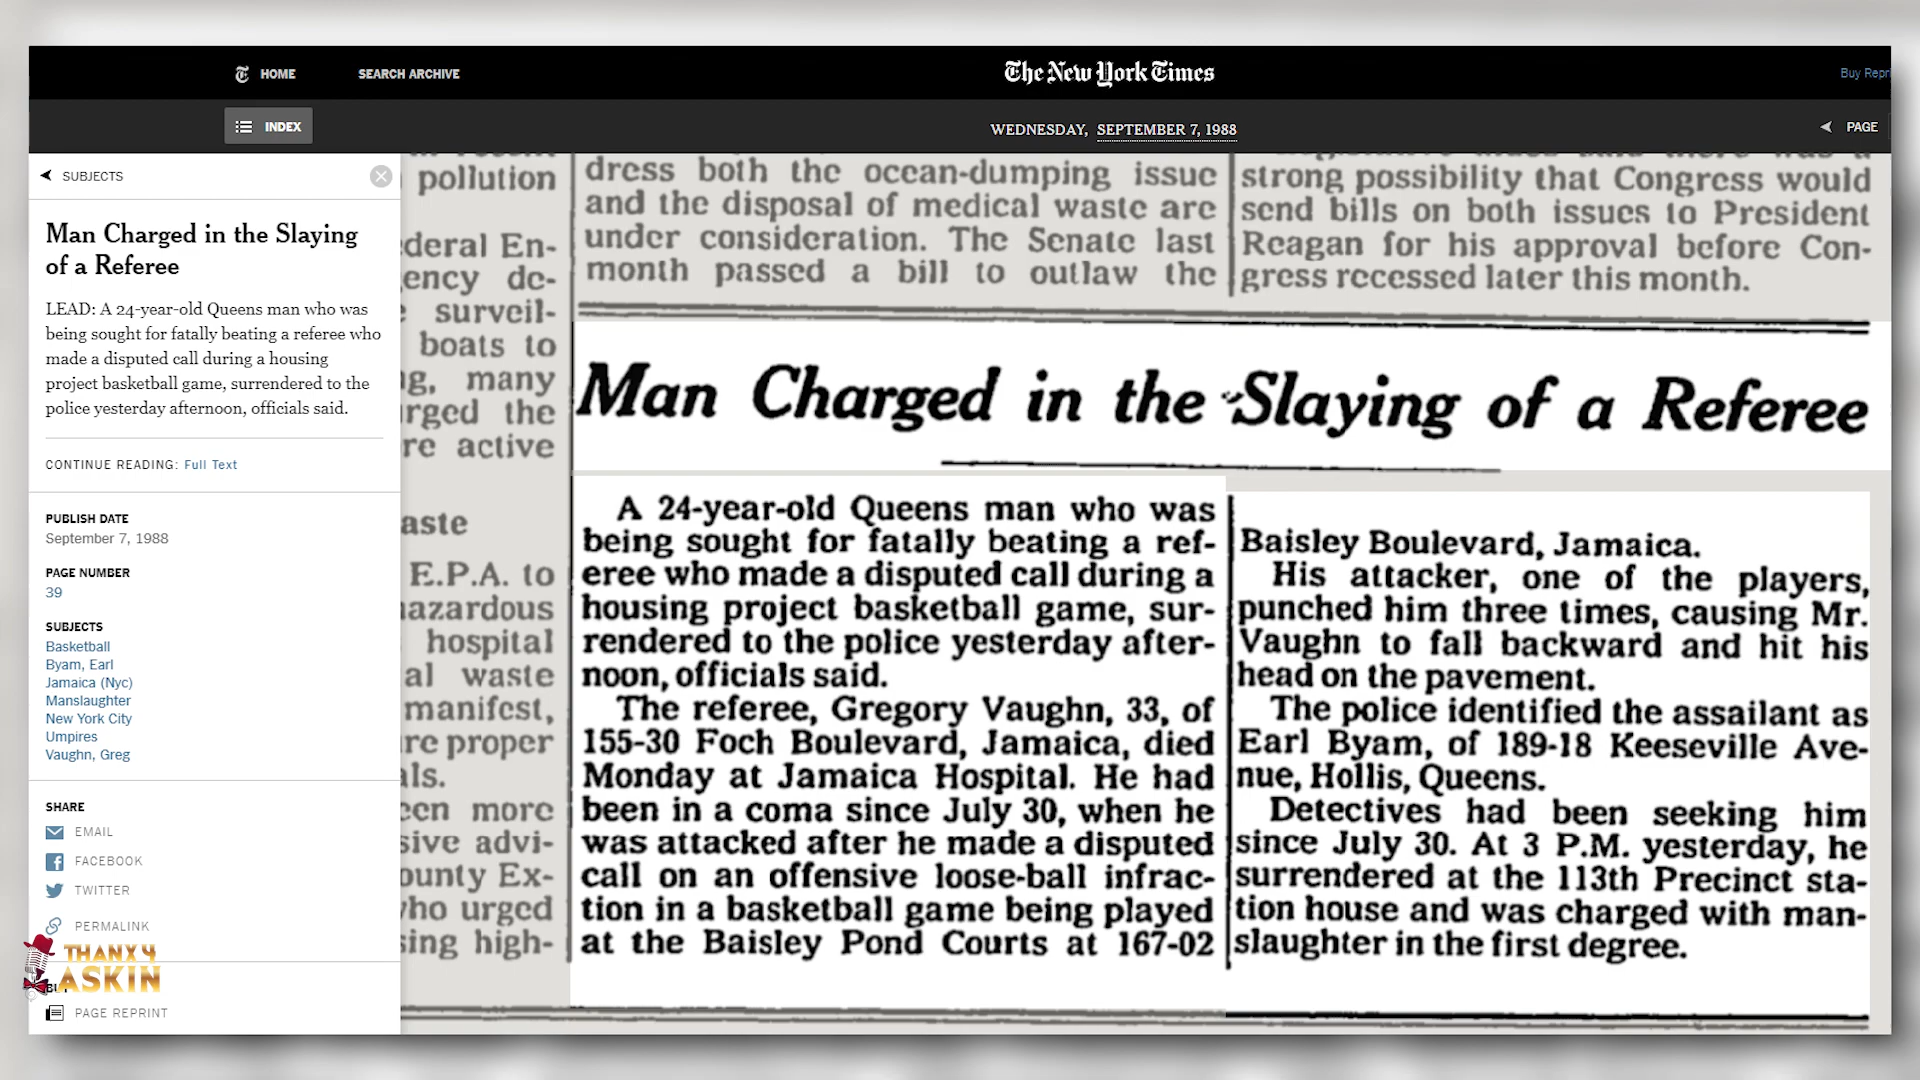 HOME
SEARCH ARCHIVE
The New York Times
Buy Repri
INDEX
WEDNESDAY, SEPTEMBER 7, 1988
PAGE
SUBJECTS
Man Charged in the Slaying
of a Referee
LEAD: A 24-year-old Queens man who was
being sought for fatally beating a referee who
made a disputed call during a housing
project basketball game, surrendered to the
police yesterday afternoon, officials said.
CONTINUE READING: Full Text
PUBLISH DATE
September 7, 1988
PAGE NUMBER
39
SUBJECTS
Basketball
Byam, Earl
Jamaica (Nyc)
Manslaughter
New York City
Umpires
Vaughn, Greg
SHARE
EMAIL
FACEBOOK
TWITTER
PERMALINK
THANX 4
ASKIN
PAGE REPRINT
pollution
deral En-
ency de-
surveil-
boats to
g, many
rged the
re active
aste
E.P.A. to
azardous
hospital
al waste
manifest,
re proper
als.
een more
sive advi-
ounty Ex-
who urged
sing high-
dress both the ocean-dumping issue
and the disposal of medical waste are
under consideration. The Senate last
month passed a bill to outlaw the
strong possibility that Congress would
send bills on both issues to President
Reagan for his approval before Con-
gress recessed later this month.
Man Charged in the Slaying of a Referee
A 24-year-old Queens man who was
being sought for fatally beating a ref-
eree who made a disputed call during a
housing project basketball game, sur-
rendered to the police yesterday after-
noon, officials said.
The referee, Gregory Vaughn, 33, of
155-30 Foch Boulevard, Jamaica, died
Monday at Jamaica Hospital. He had
been in a coma since July 30, when he
was attacked after he made a disputed
call on an offensive loose-ball infrac-
tion in a basketball game being played
at the Baisley Pond Courts at 167-02
Baisley Boulevard, Jamaica.
His attacker, one of the players,
punched him three times, causing Mr.
Vaughn to fall backward and hit his
head on the pavement.
The police identified the assailant as
Earl Byam, of 189-18 Keeseville Ave-
nue, Hollis, Queens.
Detectives had been seeking him
since July 30. At 3 P.M. yesterday, he
surrendered at the 113th Precinct sta-
tion house and was charged with man-
slaughter in the first degree.